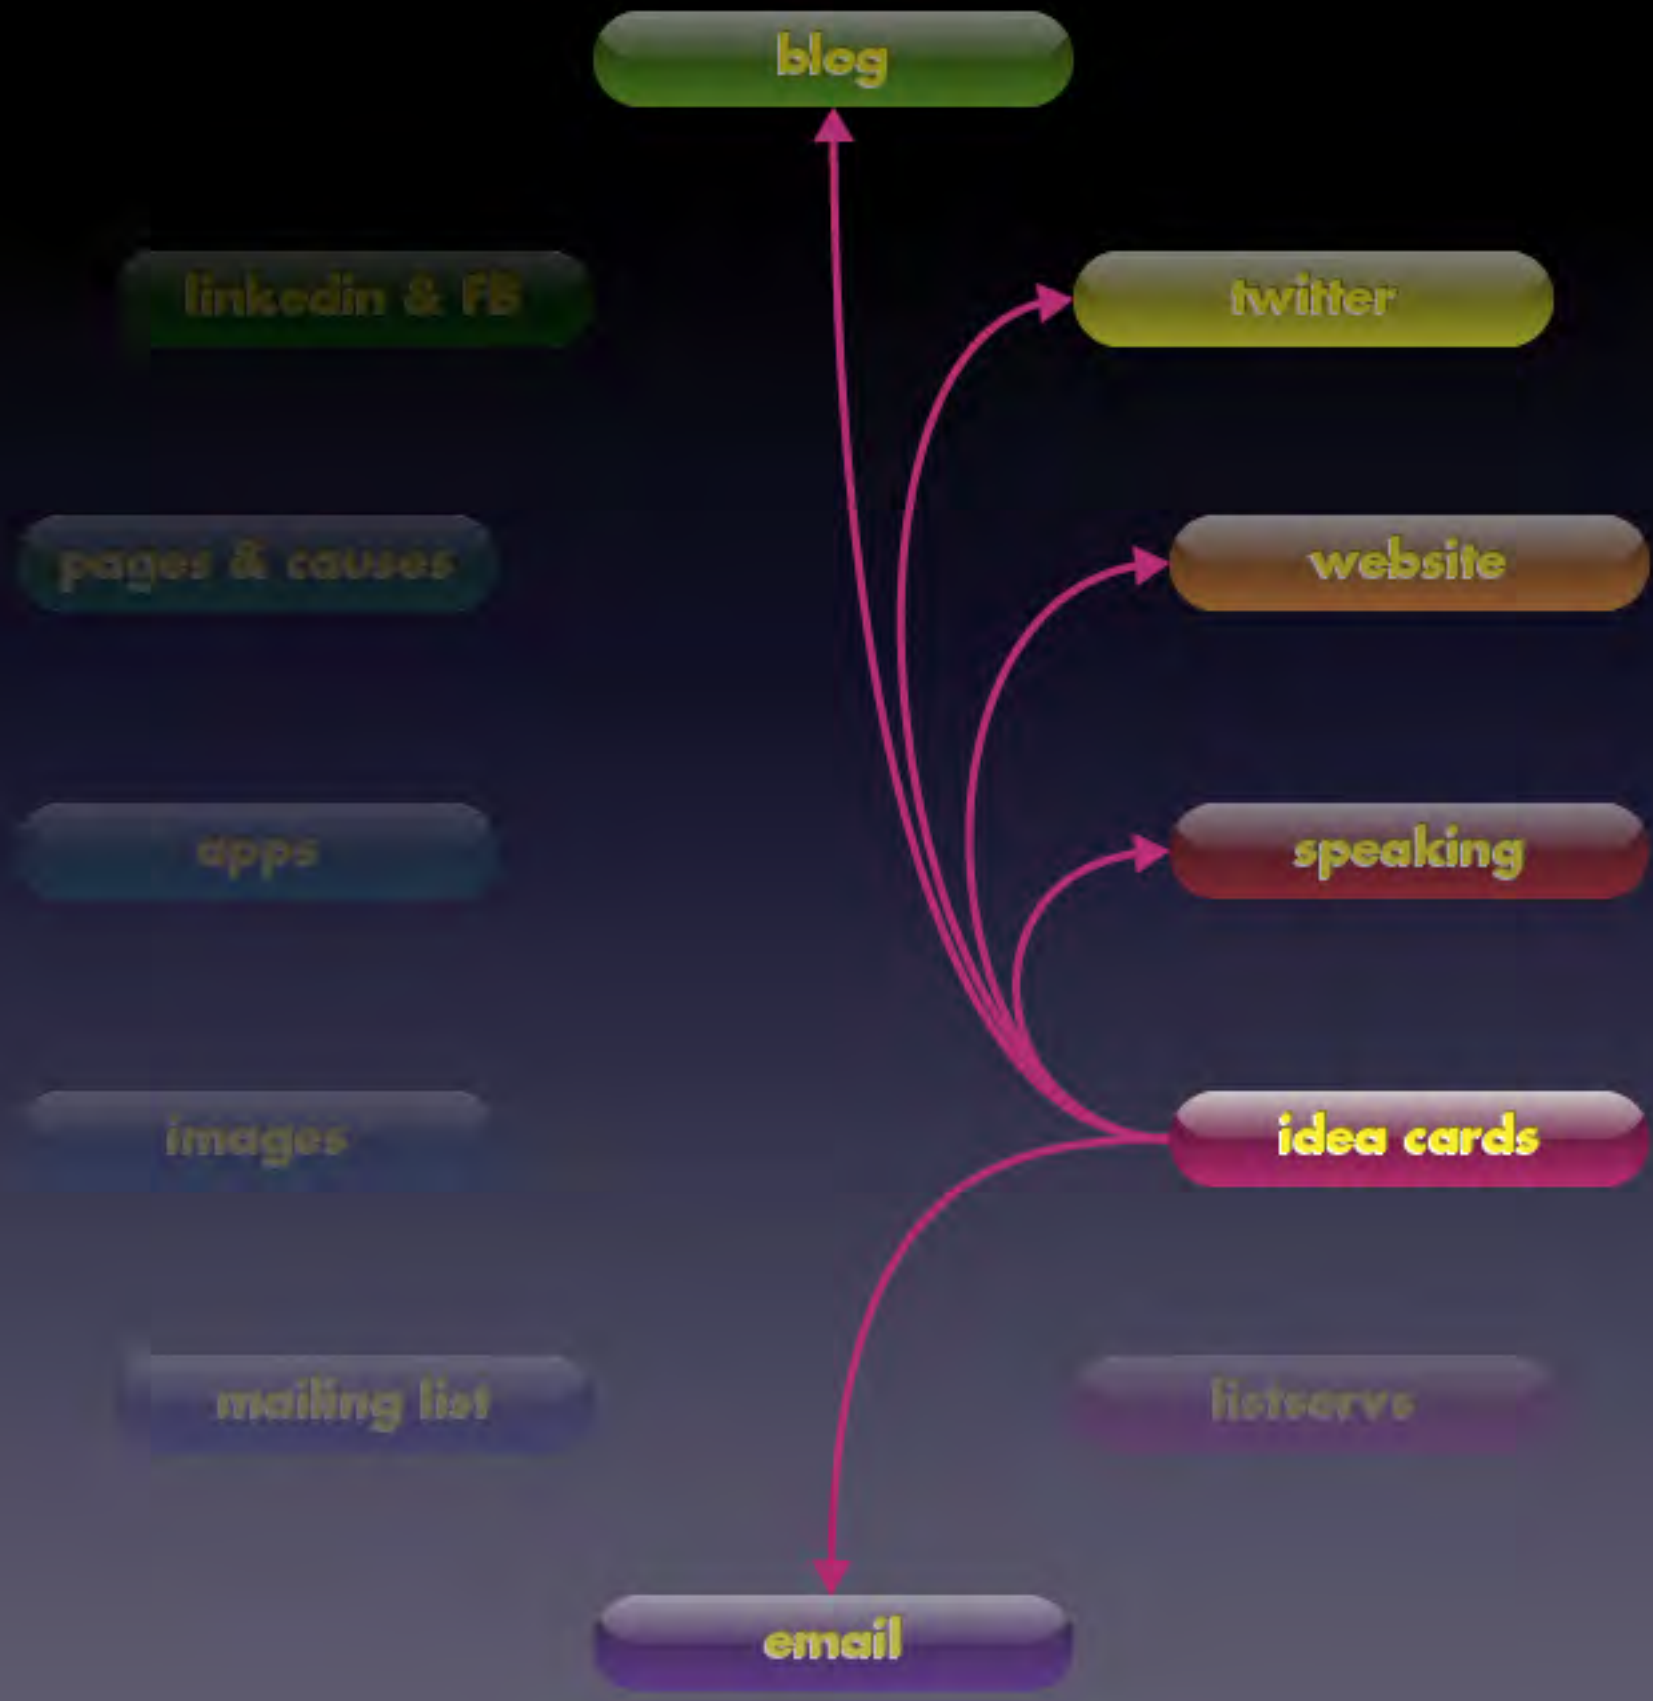 blog
linkedin & FB
twitter
pages & causes
website
apps
speaking
images
idea cards
mailing list
listservs
email